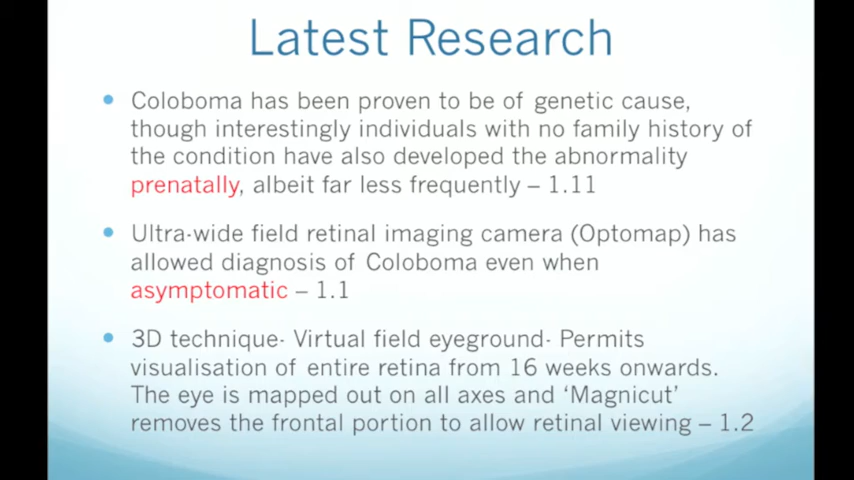 Latest Research
• Coloboma has been proven to be of genetic cause,
though interestingly individuals with no family history of
the condition have also developed the abnormality
prenatally, albeit far less frequently – 1.11
• Ultra-wide field retinal imaging camera (Optomap) has
allowed diagnosis of Coloboma even when
asymptomatic – 1.1
• 3D technique- Virtual field eyeground- Permits
visualisation of entire retina from 16 weeks onwards.
The eye is mapped out on all axes and ‘Magnicut’
removes the frontal portion to allow retinal viewing – 1.2